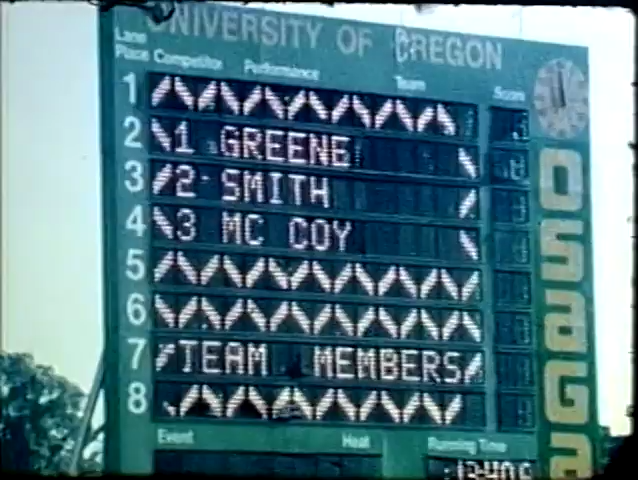 UNIVERSITY OF OREGON
Lane
Place Competitor Performance Team Score
1
2 1 GREENE
3 2 SMITH
4 3 MC COY
5
6
7 TEAM MEMBERS
8
Event Heat Running Time
OSaGa